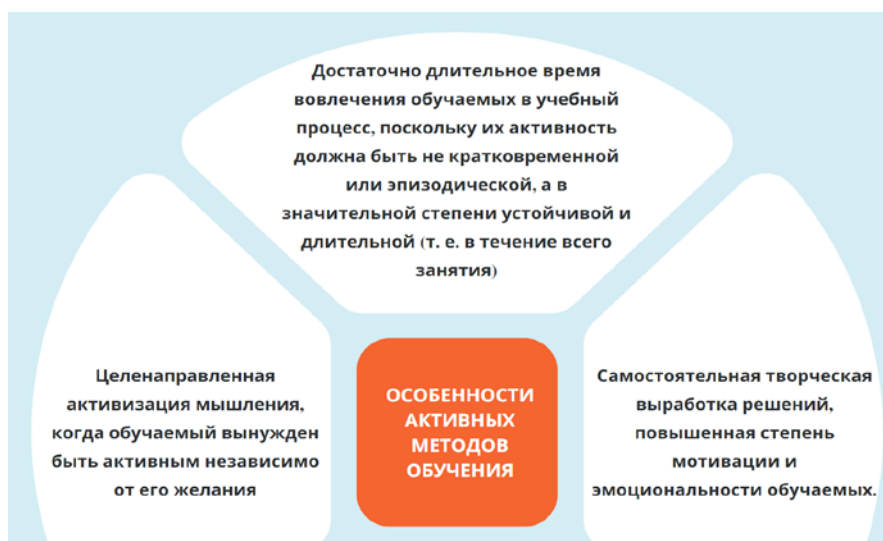 Достаточно длительное время
вовлечения обучаемых в учебный
процесс, поскольку их активность
должна быть не кратковременной
или эпизодической, а в
значительной степени устойчивой и
длительной (т. е. в течение всего
занятия)
Целенаправленная
активизация мышления,
когда обучаемый вынужден
быть активным независимо
от его желания
ОСОБЕННОСТИ
АКТИВНЫХ
МЕТОДОВ
ОБУЧЕНИЯ
Самостоятельная творческая
выработка решений,
повышенная степень
мотивации и
эмоциональности обучаемых.